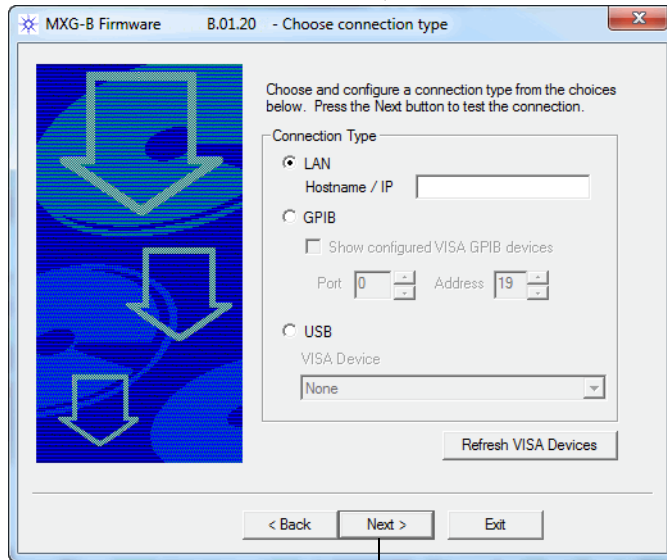 MXG-B Firmware B.01.20 - Choose connection type
Choose and configure a connection type from the choices
below. Press the Next button to test the connection.
Connection Type
LAN
Hostname / IP
GPIB
Show configured VISA GPIB devices
Port 0 Address 19
USB
VISA Device
None
Refresh VISA Devices
< Back Next > Exit